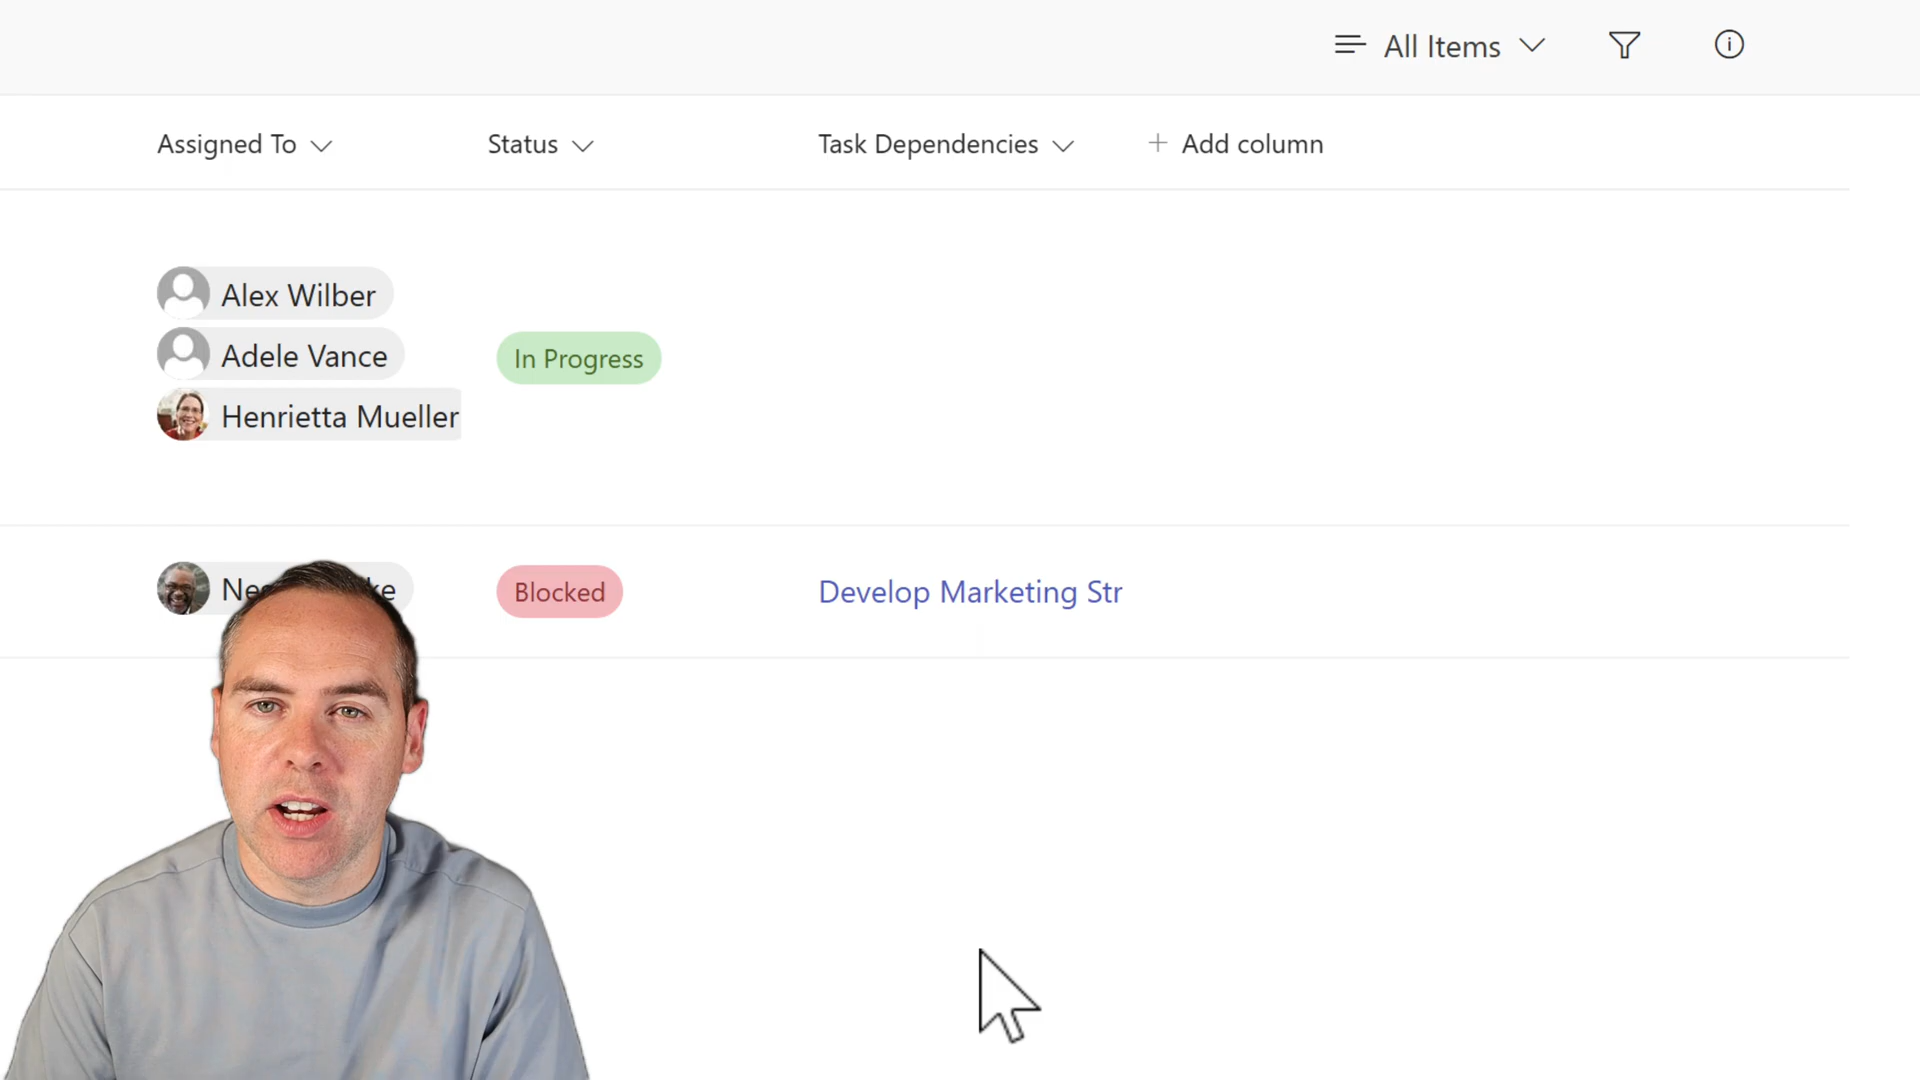 All Items
Assigned To
Status
Task Dependencies
+ Add column
Alex Wilber
Adele Vance
In Progress
Henrietta Mueller
Blocked
Develop Marketing Str